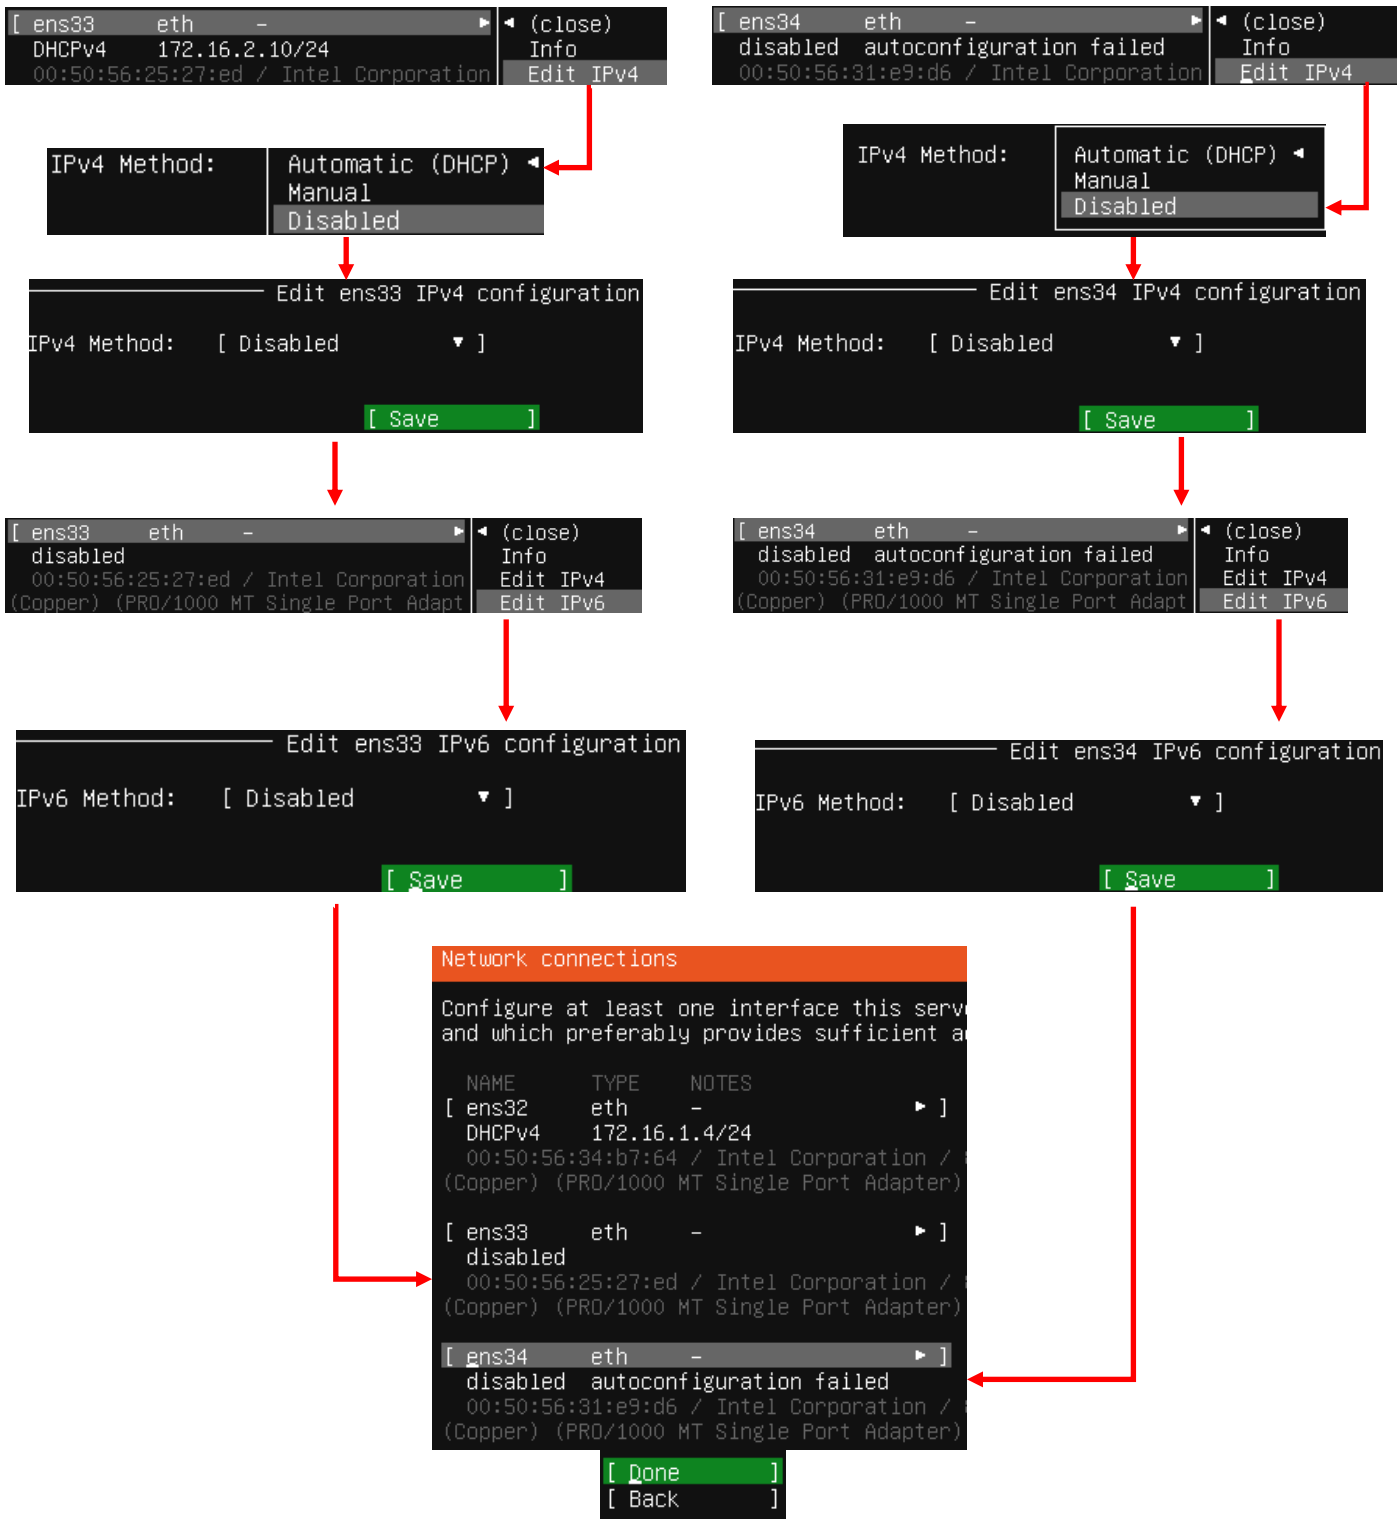 [ ens33 eth - ▸
DHCPv4 172.16.2.10/24
00:50:56:25:27:ed / Intel Corporation
◂ (close)
Info
Edit IPv4
IPv4 Method:
Automatic (DHCP) ◂
Manual
Disabled
Edit ens33 IPv4 configuration
IPv4 Method: [ Disabled ▾ ]
[ Save ]
[ ens33 eth - ▸
disabled
00:50:56:25:27:ed / Intel Corporation
(Copper) (PRO/1000 MT Single Port Adapt
◂ (close)
Info
Edit IPv4
Edit IPv6
Edit ens33 IPv6 configuration
IPv6 Method: [ Disabled ▾ ]
[ Save ]
[ ens34 eth - ▸
disabled autoconfiguration failed
00:50:56:31:e9:d6 / Intel Corporation
◂ (close)
Info
Edit IPv4
IPv4 Method:
Automatic (DHCP) ◂
Manual
Disabled
Edit ens34 IPv4 configuration
IPv4 Method: [ Disabled ▾ ]
[ Save ]
[ ens34 eth - ▸
disabled autoconfiguration failed
00:50:56:31:e9:d6 / Intel Corporation
(Copper) (PRO/1000 MT Single Port Adapt
◂ (close)
Info
Edit IPv4
Edit IPv6
Edit ens34 IPv6 configuration
IPv6 Method: [ Disabled ▾ ]
[ Save ]
Network connections
Configure at least one interface this serv
and which preferably provides sufficient a
NAME TYPE NOTES
[ ens32 eth - ▸ ]
DHCPv4 172.16.1.4/24
00:50:56:34:b7:64 / Intel Corporation /
(Copper) (PRO/1000 MT Single Port Adapter)
[ ens33 eth - ▸ ]
disabled
00:50:56:25:27:ed / Intel Corporation /
(Copper) (PRO/1000 MT Single Port Adapter)
[ ens34 eth - ▸ ]
disabled autoconfiguration failed
00:50:56:31:e9:d6 / Intel Corporation /
(Copper) (PRO/1000 MT Single Port Adapter)
[ Done ]
[ Back ]